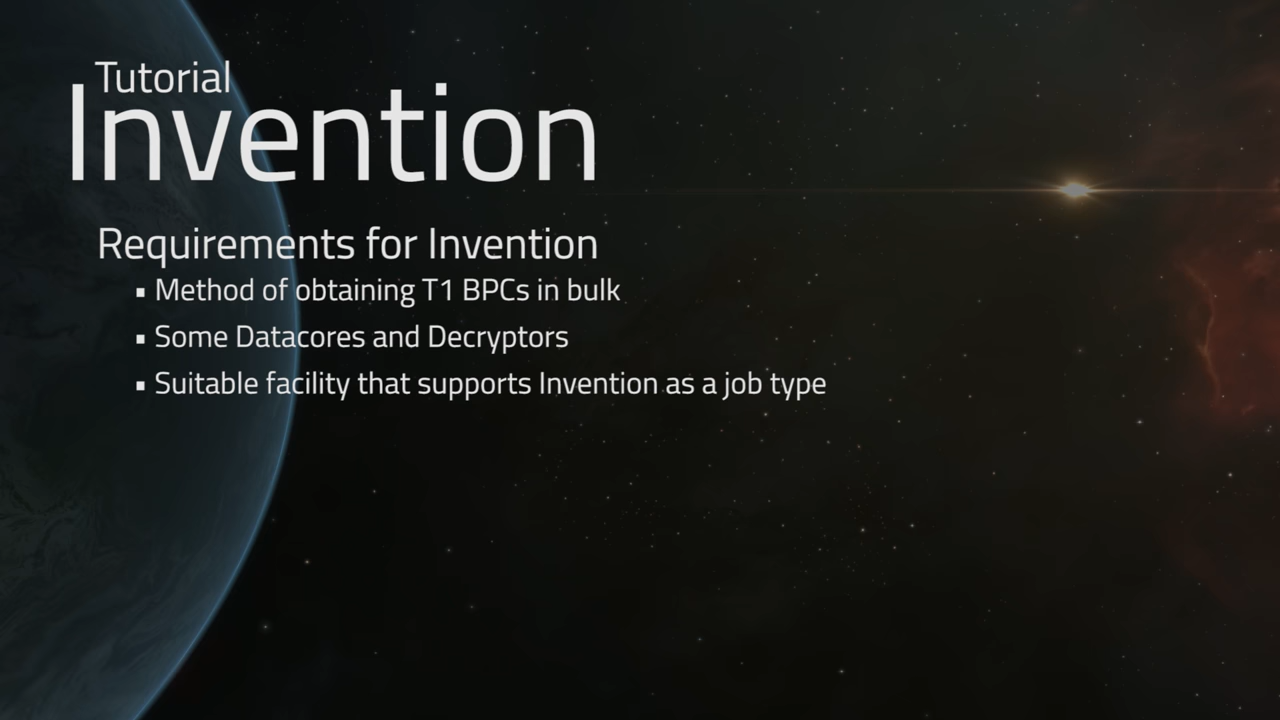 Tutorial
Invention
Requirements for Invention
▪ Method of obtaining T1 BPCs in bulk
▪ Some Datacores and Decryptors
▪ Suitable facility that supports Invention as a job type